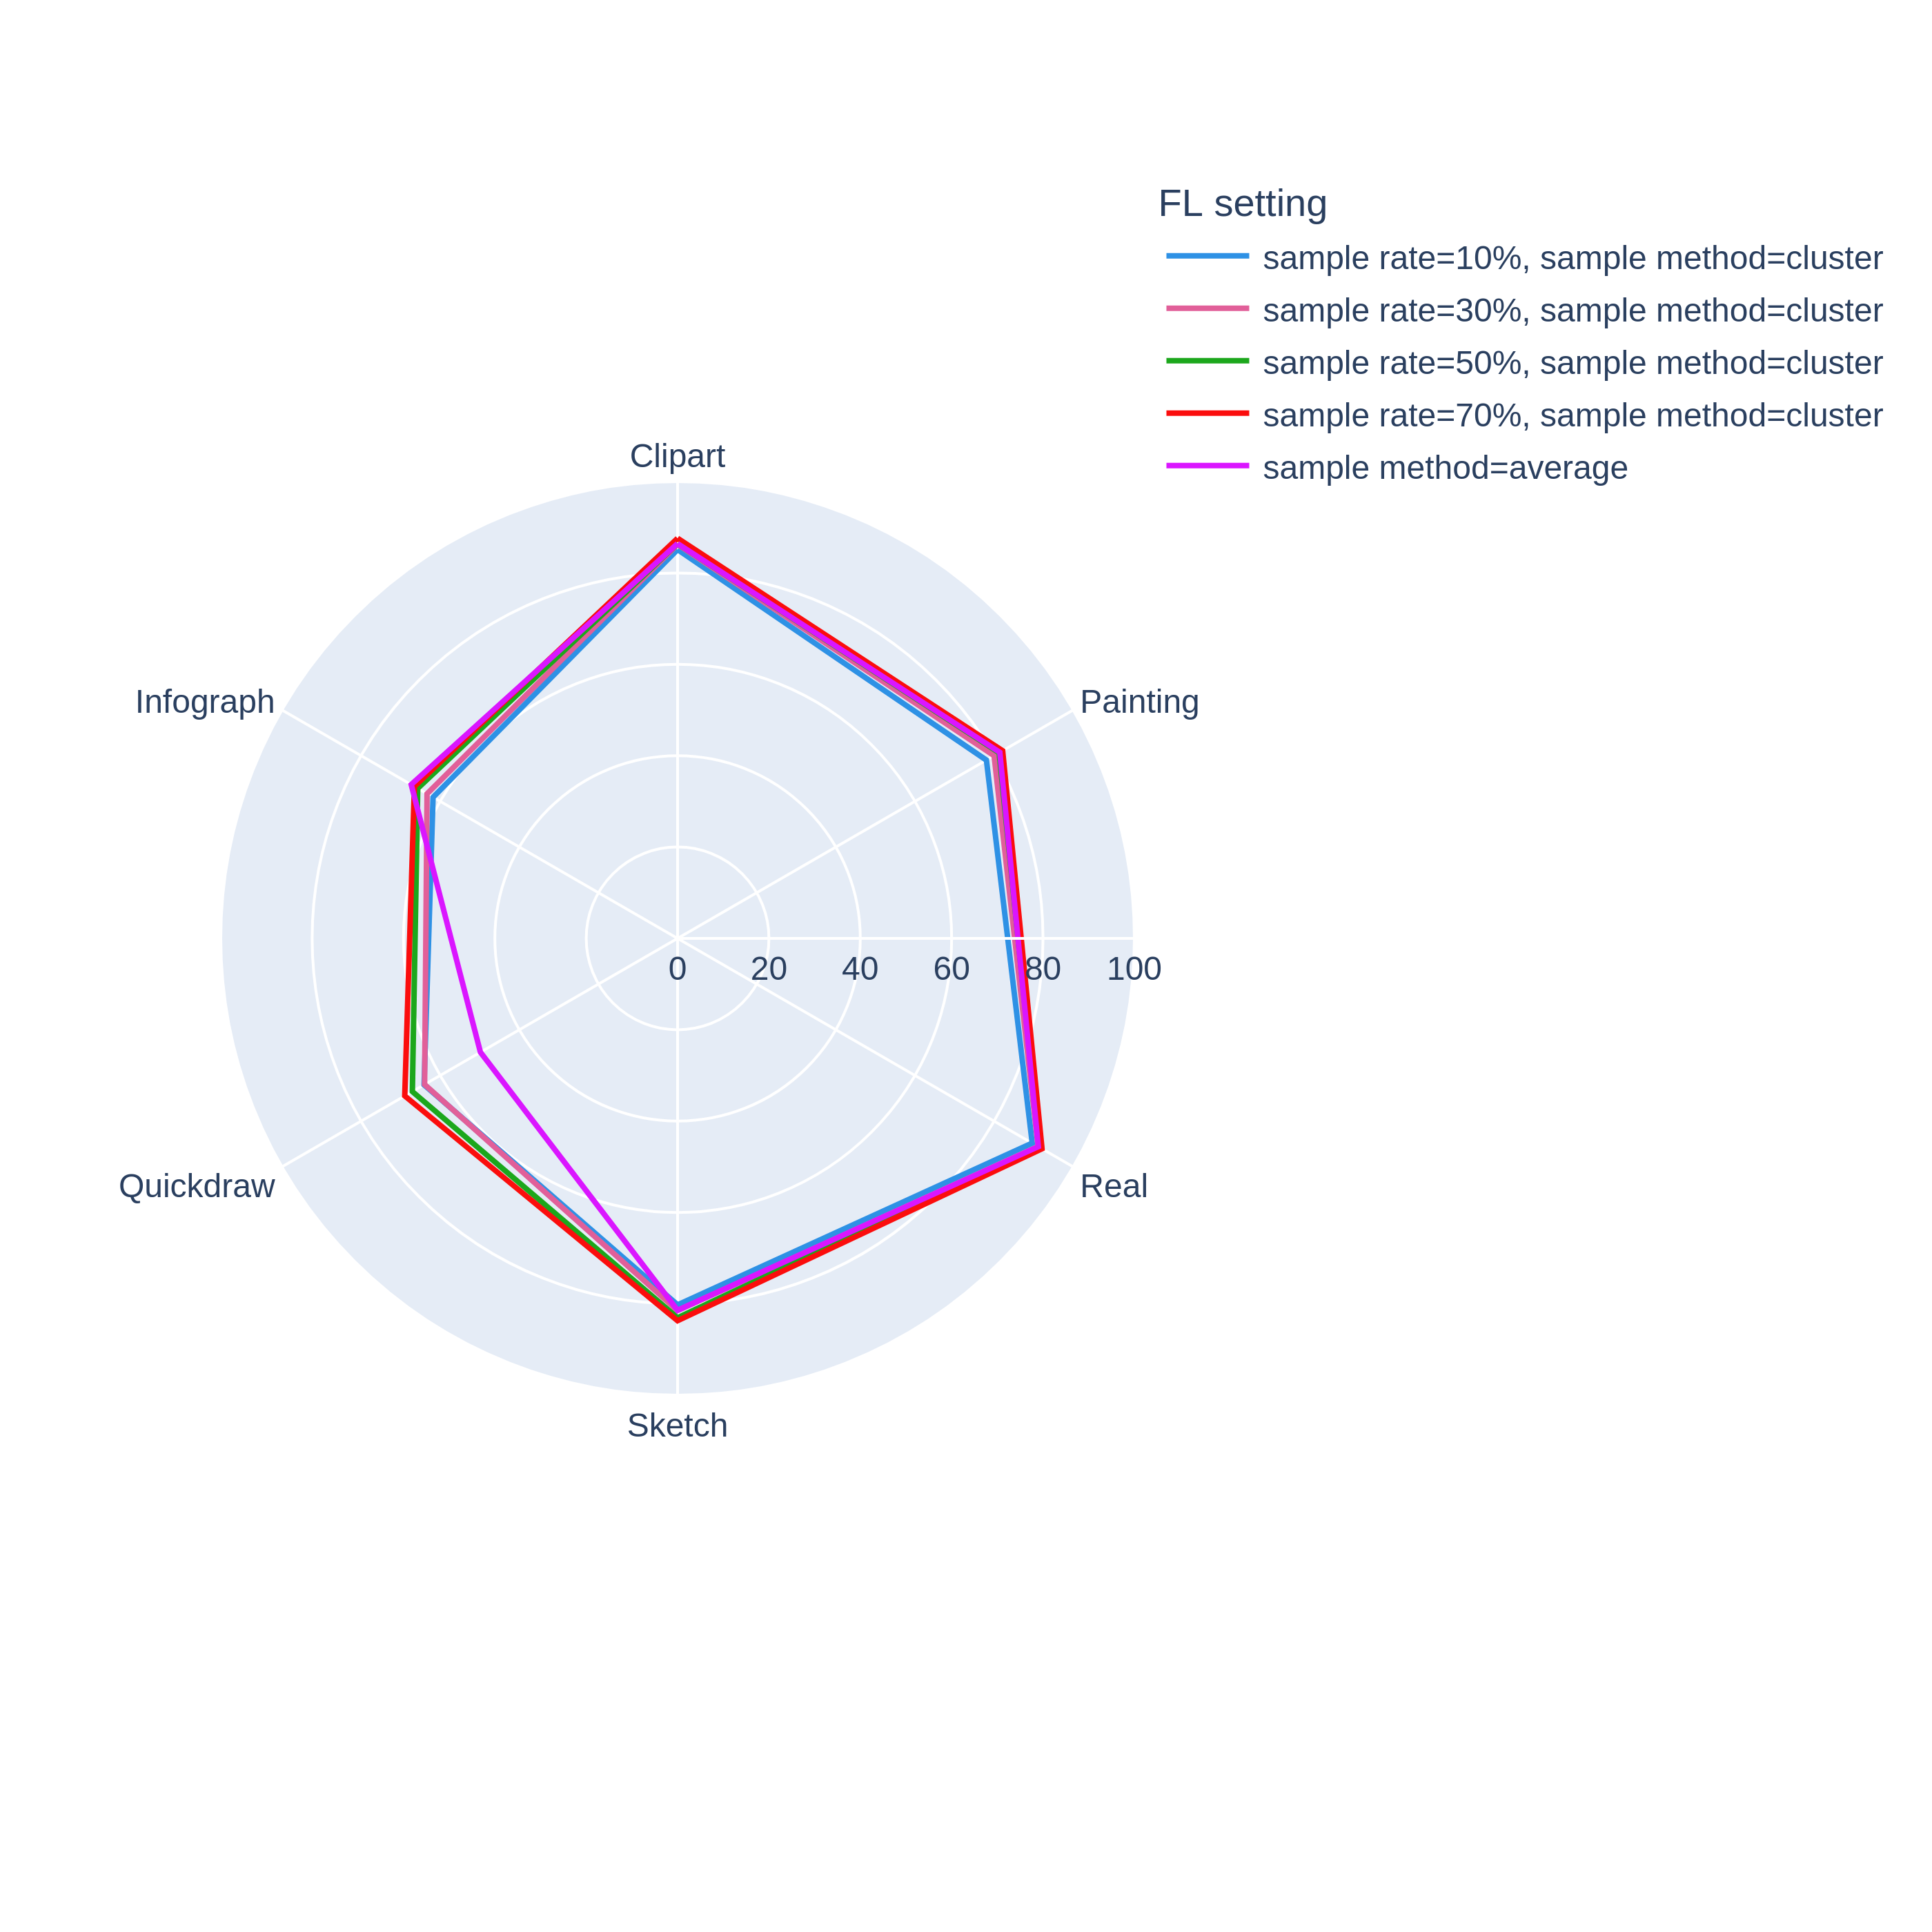 FL setting
sample rate=10%, sample method=cluster
sample rate=30%, sample method=cluster
sample rate=50%, sample method=cluster
sample rate=70%, sample method=cluster
sample method=average
Clipart
Infograph
Painting
0 20 40 60 80 100
Quickdraw
Real
Sketch